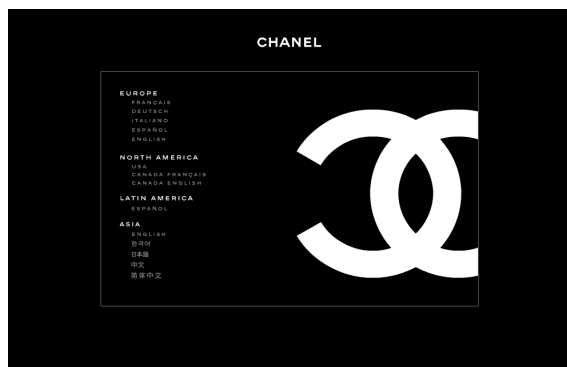 CHANEL
EUROPE
FRANÇAIS
DEUTSCH
ITALIANO
ESPAÑOL
ENGLISH
NORTH AMERICA
USA
CANADA FRANÇAIS
CANADA ENGLISH
LATIN AMERICA
ESPAÑOL
ASIA
ENGLISH
한국어
日本語
中文
简体中文